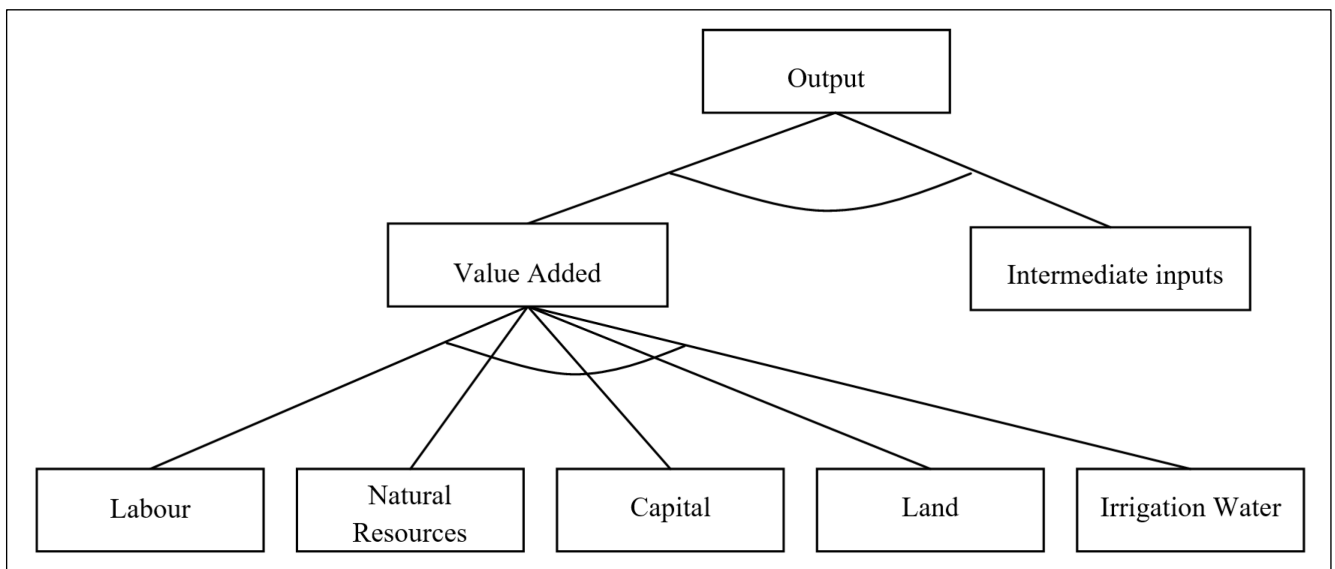 Output
Value Added
Intermediate inputs
Labour
Natural
Resources
Capital
Land
Irrigation Water